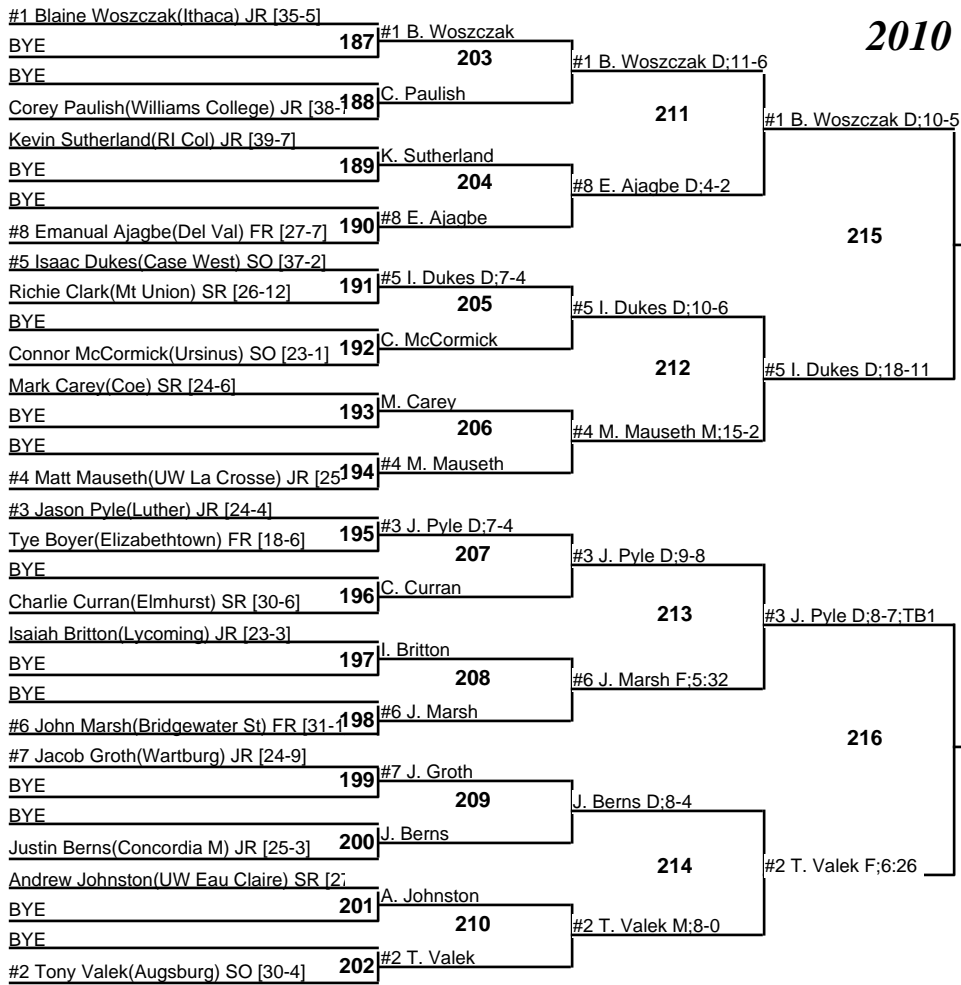 #1 Blaine Woszczak(Ithaca) JR [35-5]
2010
BYE
187
#1 B. Woszczak
203
#1 B. Woszczak D;11-6
BYE
Corey Paulish(Williams College) JR [38-
188
C. Paulish
211
#1 B. Woszczak D;10-5
Kevin Sutherland(RI Col) JR [39-7]
BYE
189
K. Sutherland
204
#8 E. Ajagbe D;4-2
BYE
#8 Emanual Ajagbe(Del Val) FR [27-7]
190
#8 E. Ajagbe
215
#5 Isaac Dukes(Case West) SO [37-2]
Richie Clark(Mt Union) SR [26-12]
191
#5 I. Dukes D;7-4
205
#5 I. Dukes D;10-6
BYE
Connor McCormick(Ursinus) SO [23-1]
192
C. McCormick
212
#5 I. Dukes D;18-11
Mark Carey(Coe) SR [24-6]
BYE
193
M. Carey
206
#4 M. Mauseth M;15-2
BYE
#4 Matt Mauseth(UW La Crosse) JR [25-
194
#4 M. Mauseth
#3 Jason Pyle(Luther) JR [24-4]
Tye Boyer(Elizabethtown) FR [18-6]
195
#3 J. Pyle D;7-4
207
#3 J. Pyle D;9-8
BYE
Charlie Curran(Elmhurst) SR [30-6]
196
C. Curran
213
#3 J. Pyle D;8-7;TB1
Isaiah Britton(Lycoming) JR [23-3]
BYE
197
I. Britton
208
#6 J. Marsh F;5:32
BYE
#6 John Marsh(Bridgewater St) FR [31-1
198
#6 J. Marsh
216
#7 Jacob Groth(Wartburg) JR [24-9]
BYE
199
#7 J. Groth
209
J. Berns D;8-4
BYE
Justin Berns(Concordia M) JR [25-3]
200
J. Berns
214
#2 T. Valek F;6:26
Andrew Johnston(UW Eau Claire) SR [27
BYE
201
A. Johnston
210
#2 T. Valek M;8-0
BYE
#2 Tony Valek(Augsburg) SO [30-4]
202
#2 T. Valek